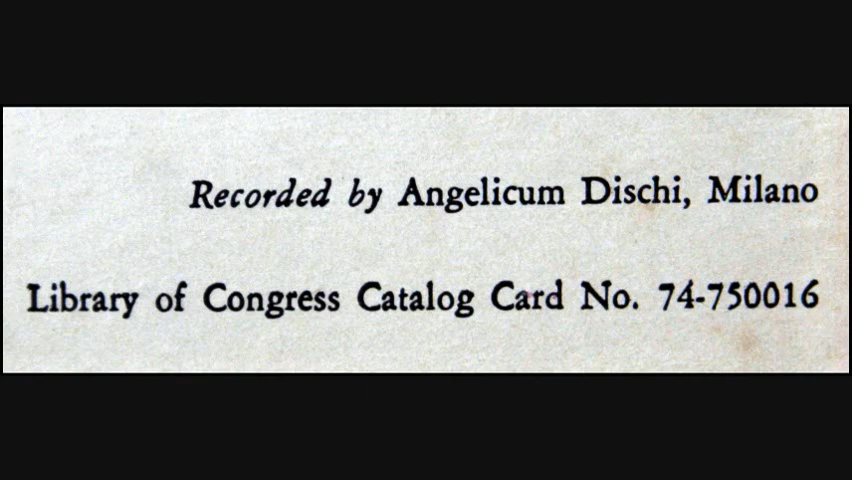 Recorded by Angelicum Dischi, Milano
Library of Congress Catalog Card No. 74-750016